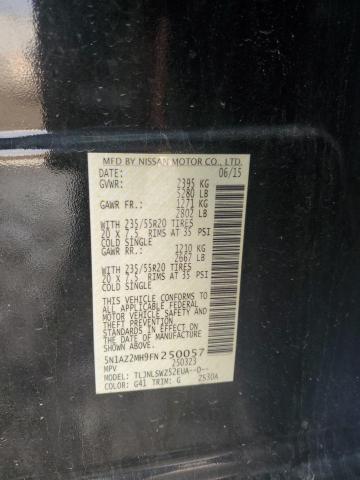 MFD BY NISSAN MOTOR CO., LTD.
DATE: 06/15
GVWR: 2395 KG
5280 LB
GAWR FR.: 1271 KG
2802 LB
WITH 235/55R20 TIRES
20 X 7.5 RIMS AT 35 PSI
COLD SINGLE
GAWR RR.: 1210 KG
2667 LB
WITH 235/55R20 TIRES
20 X 7.5 RIMS AT 35 PSI
COLD SINGLE
THIS VEHICLE CONFORMS TO
ALL APPLICABLE FEDERAL
MOTOR VEHICLE SAFETY AND
BUMPER STANDARDS IN EFFECT
ON THE DATE OF MANUFACTURE
SHOWN ABOVE.
5N1AZ2MH9FN250057
MPV 250323
MODEL: TLJNLSWZ52EUA--D--
COLOR: G41 TRIM: G Z530A